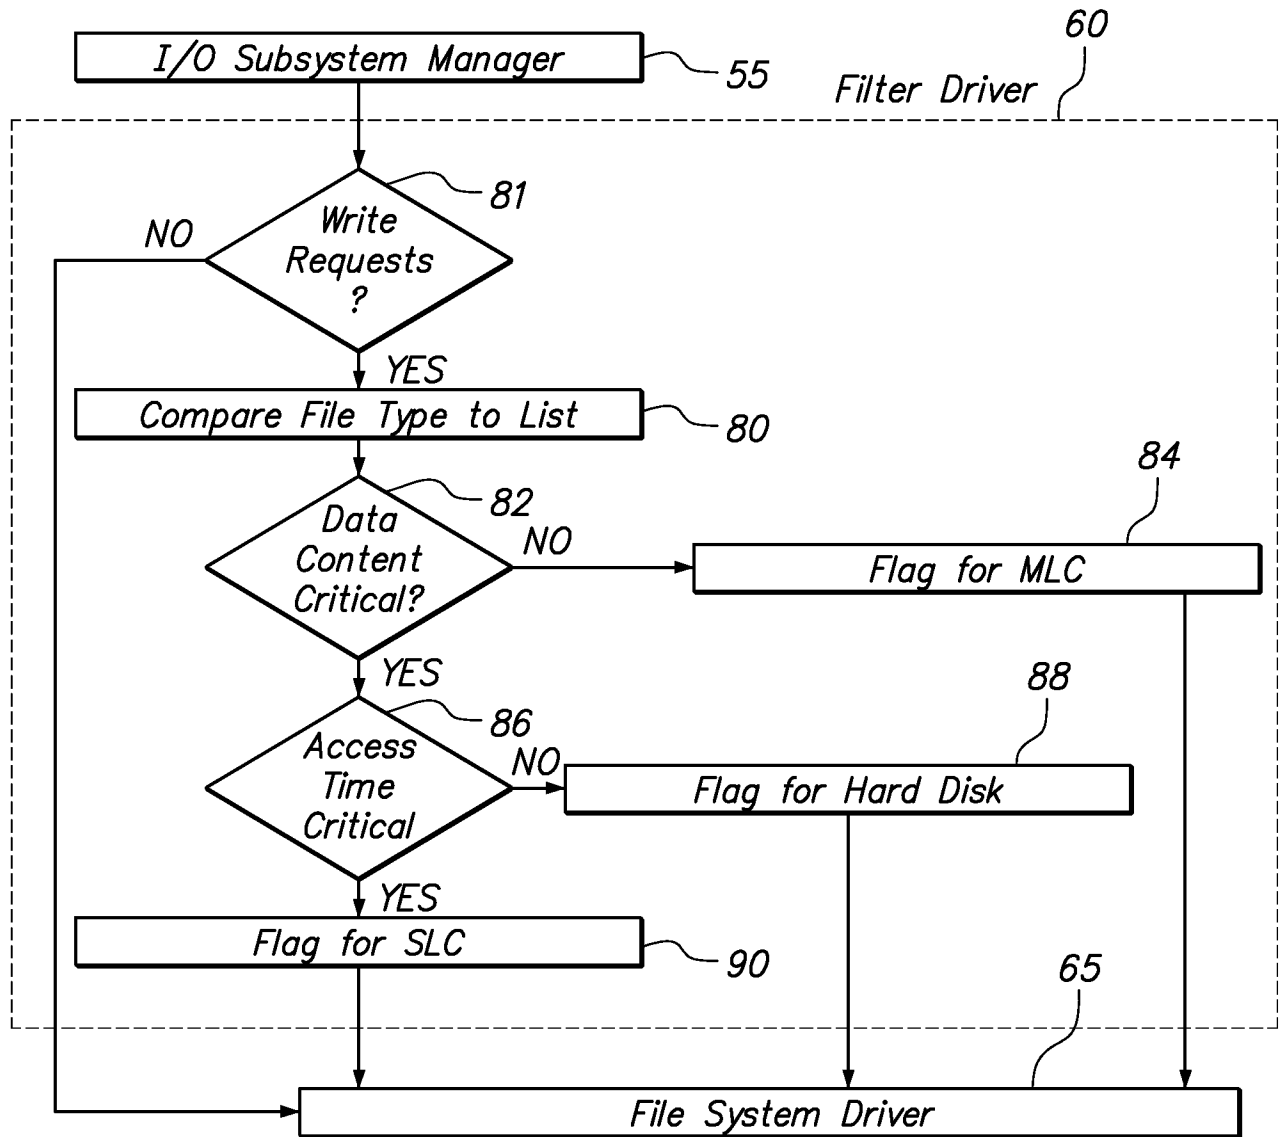 60
I/O Subsystem Manager
55
Filter Driver
81
NO
Write
Requests
?
YES
Compare File Type to List
80
84
82
Data
Content
Critical?
NO
Flag for MLC
YES
88
86
Access
Time
Critical
NO
Flag for Hard Disk
YES
Flag for SLC
90
65
File System Driver